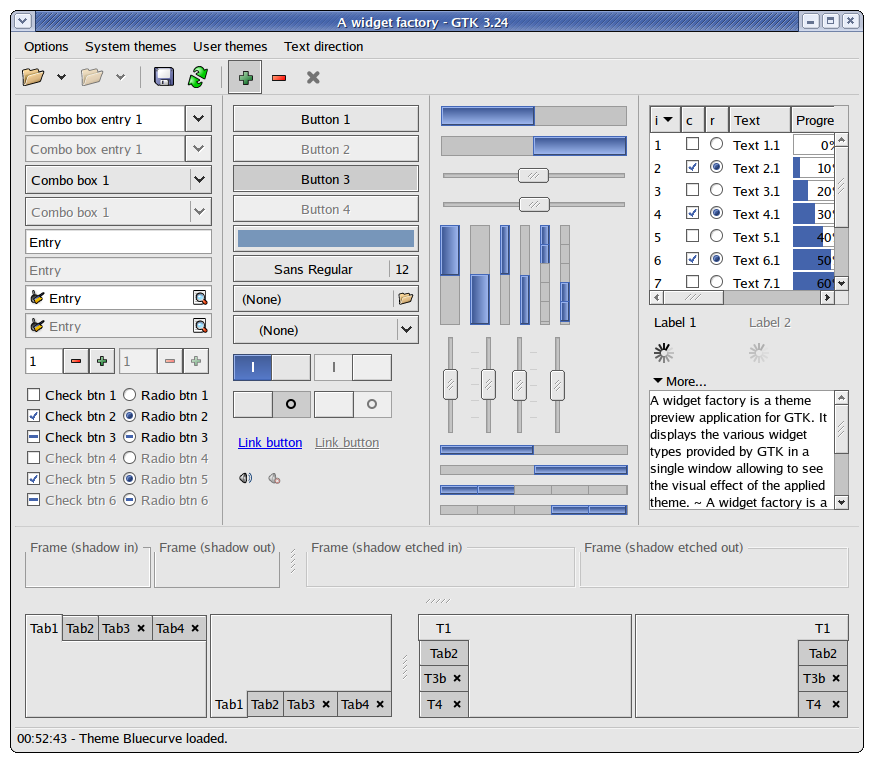 A widget factory - GTK 3.24
Options System themes User themes Text direction
Combo box entry 1
Combo box entry 1
Combo box 1
Combo box 1
Entry
Entry
Entry
Entry
1 1
Check btn 1 Radio btn 1
Check btn 2 Radio btn 2
Check btn 3 Radio btn 3
Check btn 4 Radio btn 4
Check btn 5 Radio btn 5
Check btn 6 Radio btn 6
Button 1
Button 2
Button 3
Button 4
Sans Regular 12
(None)
(None)
Link button Link button
i c r Text Progre
1 Text 1.1 0%
2 Text 2.1 10%
3 Text 3.1 20%
4 Text 4.1 30%
5 Text 5.1 40%
6 Text 6.1 50%
7 Text 7.1 60%
Label 1 Label 2
More...
A widget factory is a theme
preview application for GTK. It
displays the various widget
types provided by GTK in a
single window allowing to see
the visual effect of the applied
theme. ~ A widget factory is a
Frame (shadow in) Frame (shadow out) Frame (shadow etched in) Frame (shadow etched out)
Tab1 Tab2 Tab3 Tab4
Tab1 Tab2 Tab3 Tab4
T1
Tab2
T3b
T4
T1
Tab2
T3b
T4
00:52:43 - Theme Bluecurve loaded.